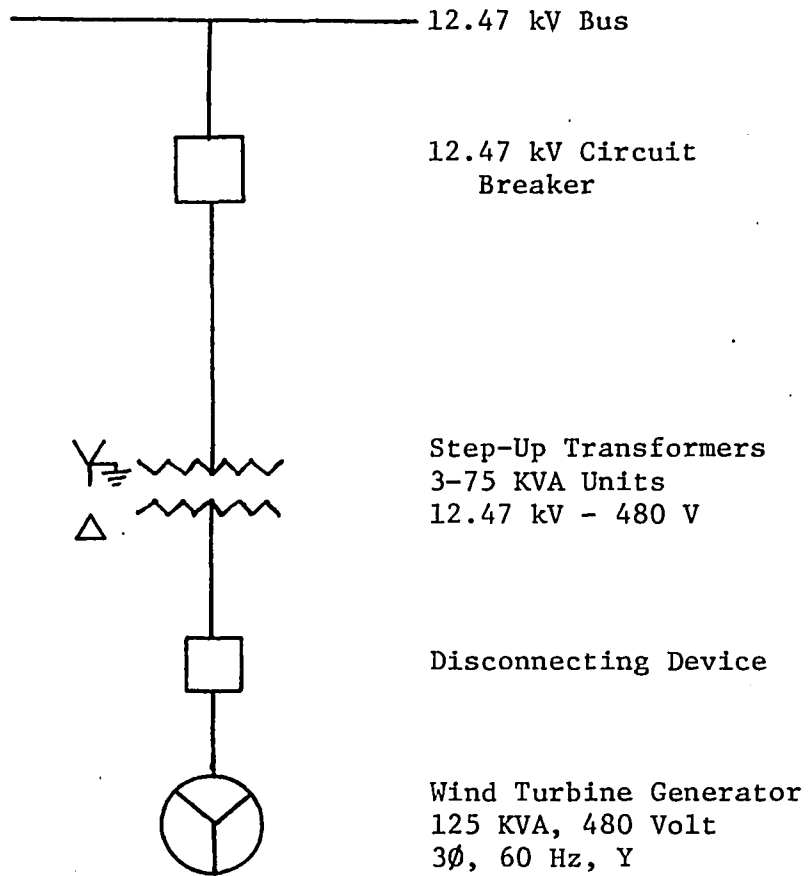 12.47 kV Bus
12.47 kV Circuit
Breaker
Step-Up Transformers
3-75 KVA Units
12.47 kV - 480 V
Disconnecting Device
Wind Turbine Generator
125 KVA, 480 Volt
3Ø, 60 Hz, Y